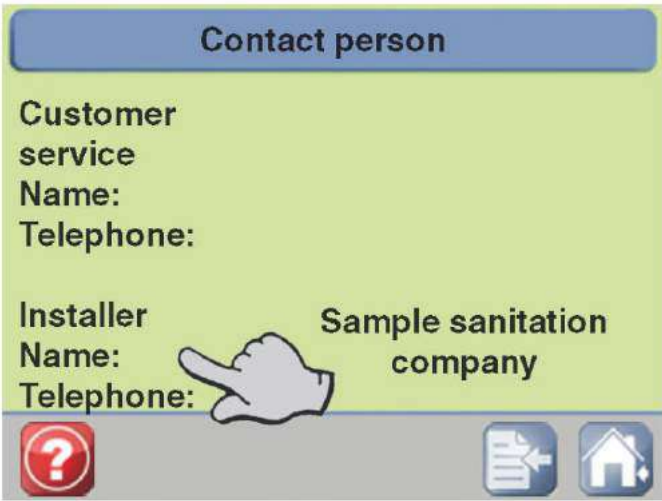 Contact person
Customer
service
Name:
Telephone:
Installer
Name:
Telephone:
Sample sanitation
company
?